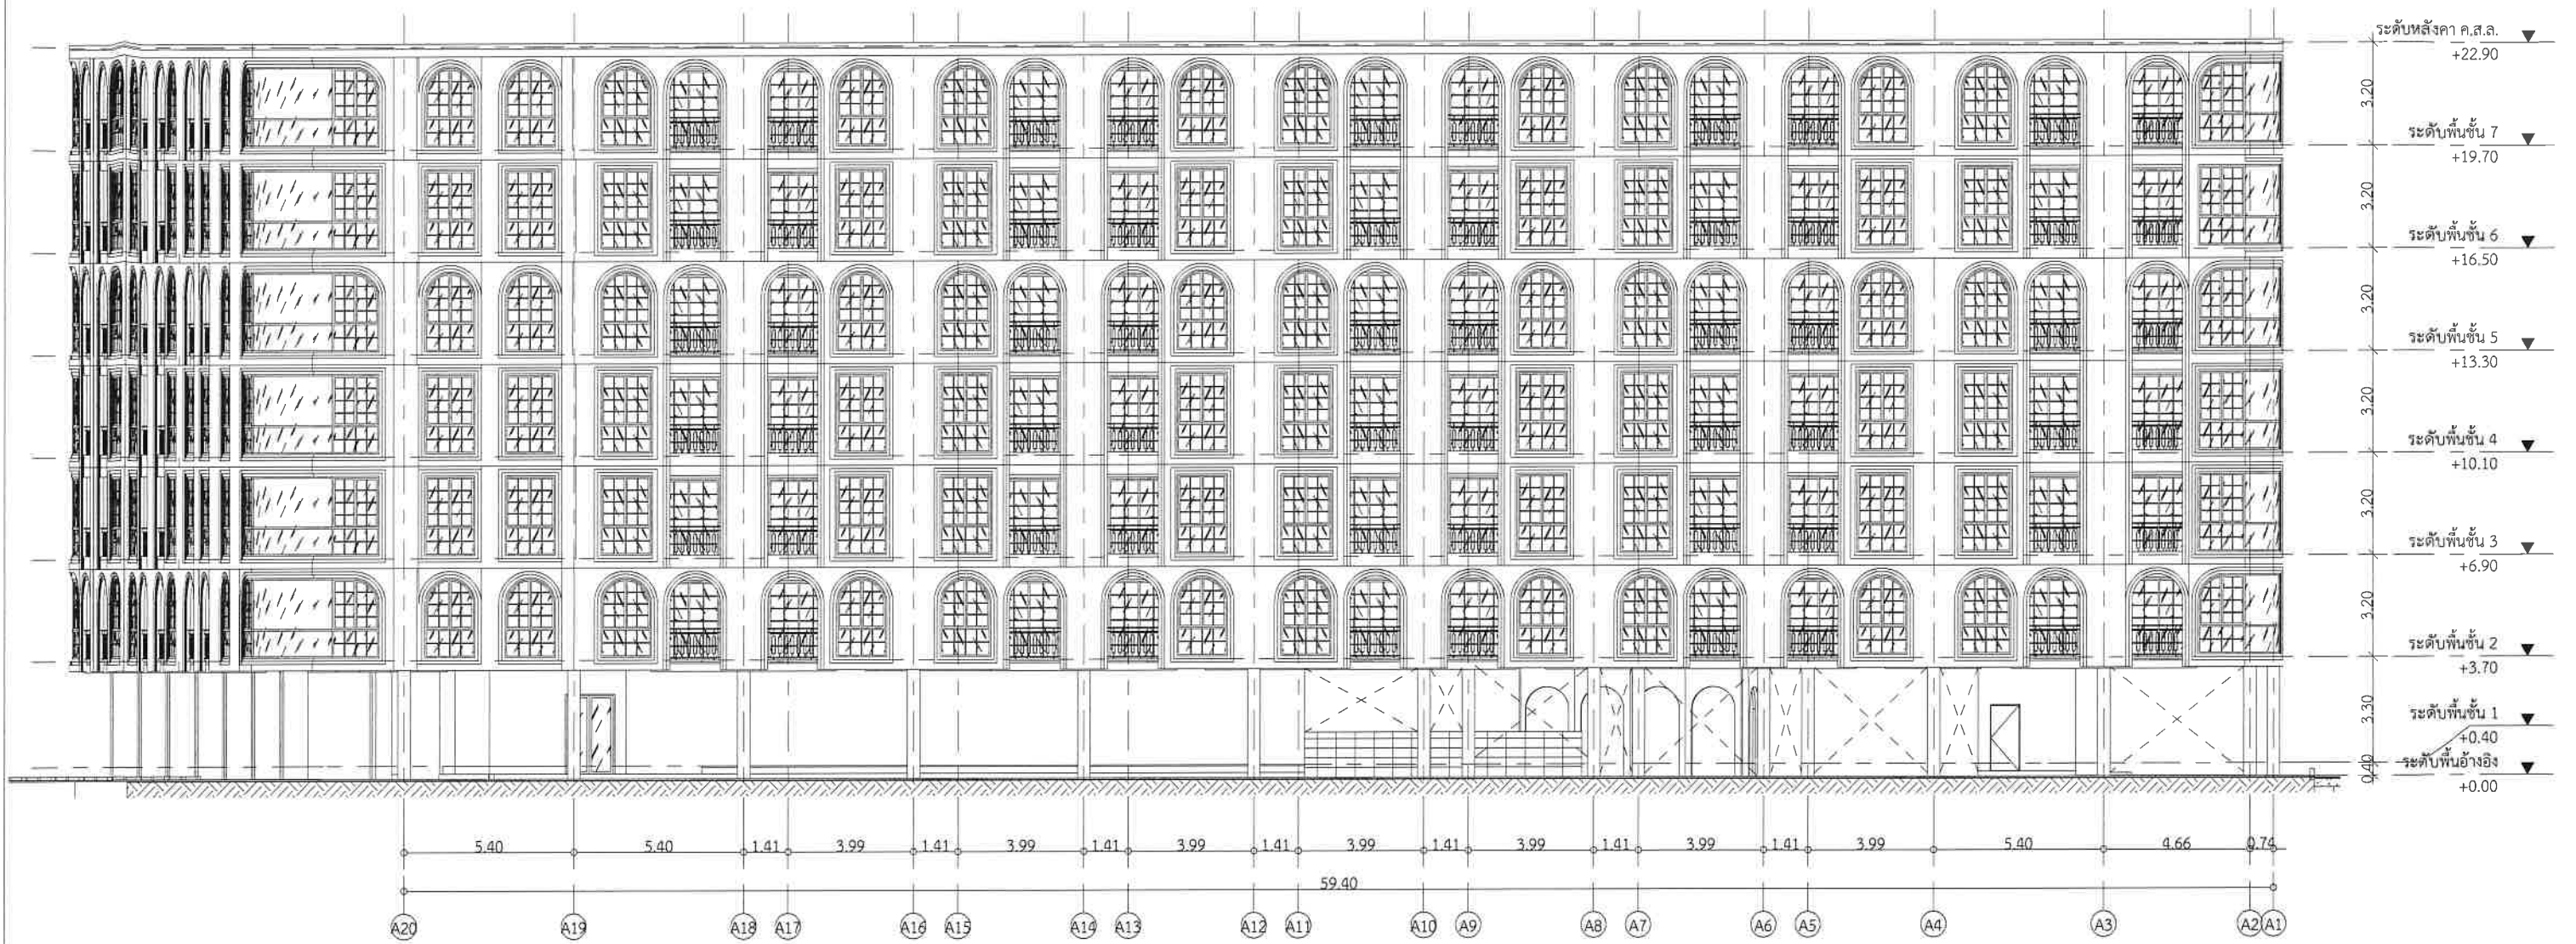 ระดับหลังคา ค.ส.ล.
+22.90
3.20
ระดับพื้นชั้น 7
+19.70
3.20
ระดับพื้นชั้น 6
+16.50
3.20
ระดับพื้นชั้น 5
+13.30
3.20
ระดับพื้นชั้น 4
+10.10
3.20
ระดับพื้นชั้น 3
+6.90
3.20
ระดับพื้นชั้น 2
+3.70
3.30
ระดับพื้นชั้น 1
+0.40
0.40
ระดับพื้นอ้างอิง
+0.00
5.40 5.40 1.41 3.99 1.41 3.99 1.41 3.99 1.41 3.99 1.41 3.99 1.41 3.99 1.41 3.99 5.40 4.66 0.74
59.40
A20 A19 A18 A17 A16 A15 A14 A13 A12 A11 A10 A9 A8 A7 A6 A5 A4 A3 A2 A1